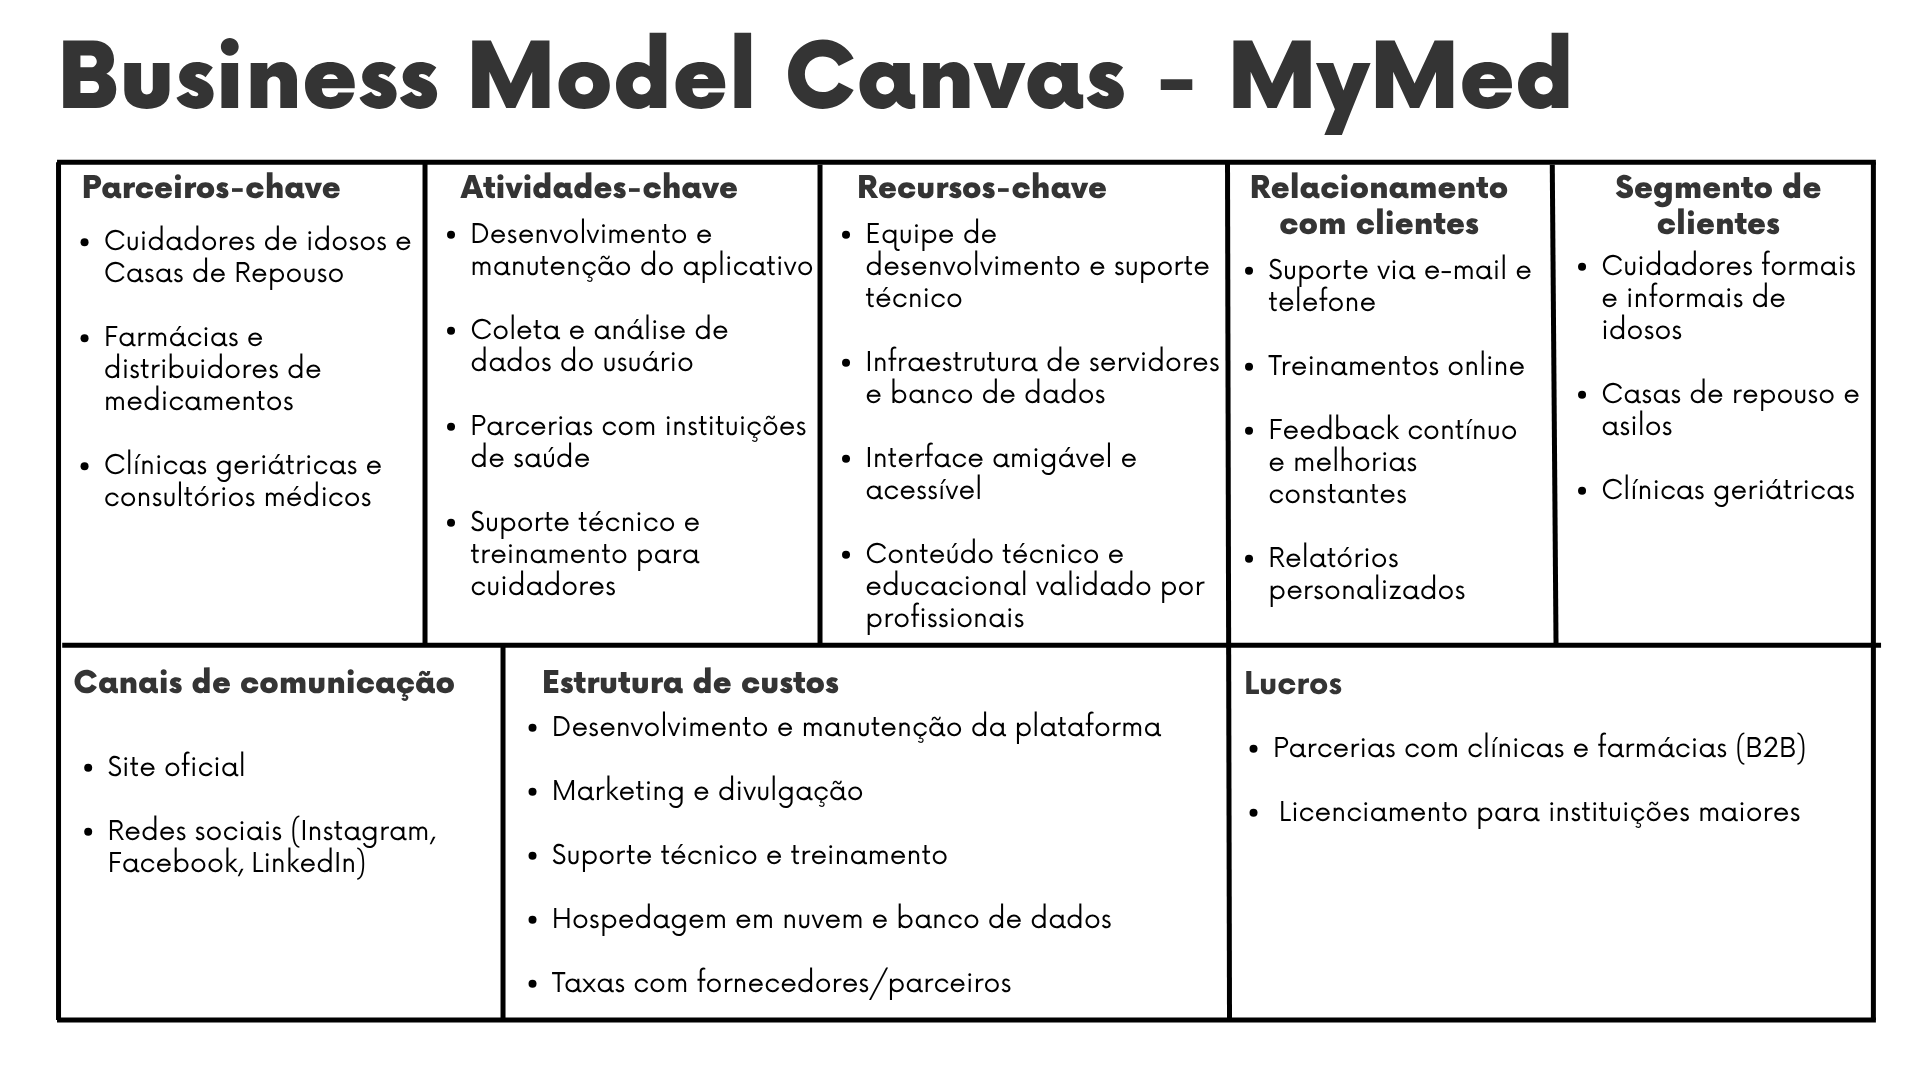 Business Model Canvas - MyMed
Parceiros-chave
• Cuidadores de idosos e
Casas de Repouso
• Farmácias e
distribuidores de
medicamentos
• Clínicas geriátricas e
consultórios médicos
Atividades-chave
• Desenvolvimento e
manutenção do aplicativo
• Coleta e análise de
dados do usuário
• Parcerias com instituições
de saúde
• Suporte técnico e
treinamento para
cuidadores
Recursos-chave
• Equipe de
desenvolvimento e suporte
técnico
• Infraestrutura de servidores
e banco de dados
• Interface amigável e
acessível
• Conteúdo técnico e
educacional validado por
profissionais
Relacionamento
com clientes
• Suporte via e-mail e
telefone
• Treinamentos online
• Feedback contínuo
e melhorias
constantes
• Relatórios
personalizados
Segmento de
clientes
• Cuidadores formais
e informais de
idosos
• Casas de repouso e
asilos
• Clínicas geriátricas
Canais de comunicação
• Site oficial
• Redes sociais (Instagram,
Facebook, LinkedIn)
Estrutura de custos
• Desenvolvimento e manutenção da plataforma
• Marketing e divulgação
• Suporte técnico e treinamento
• Hospedagem em nuvem e banco de dados
• Taxas com fornecedores/parceiros
Lucros
• Parcerias com clínicas e farmácias (B2B)
• Licenciamento para instituições maiores